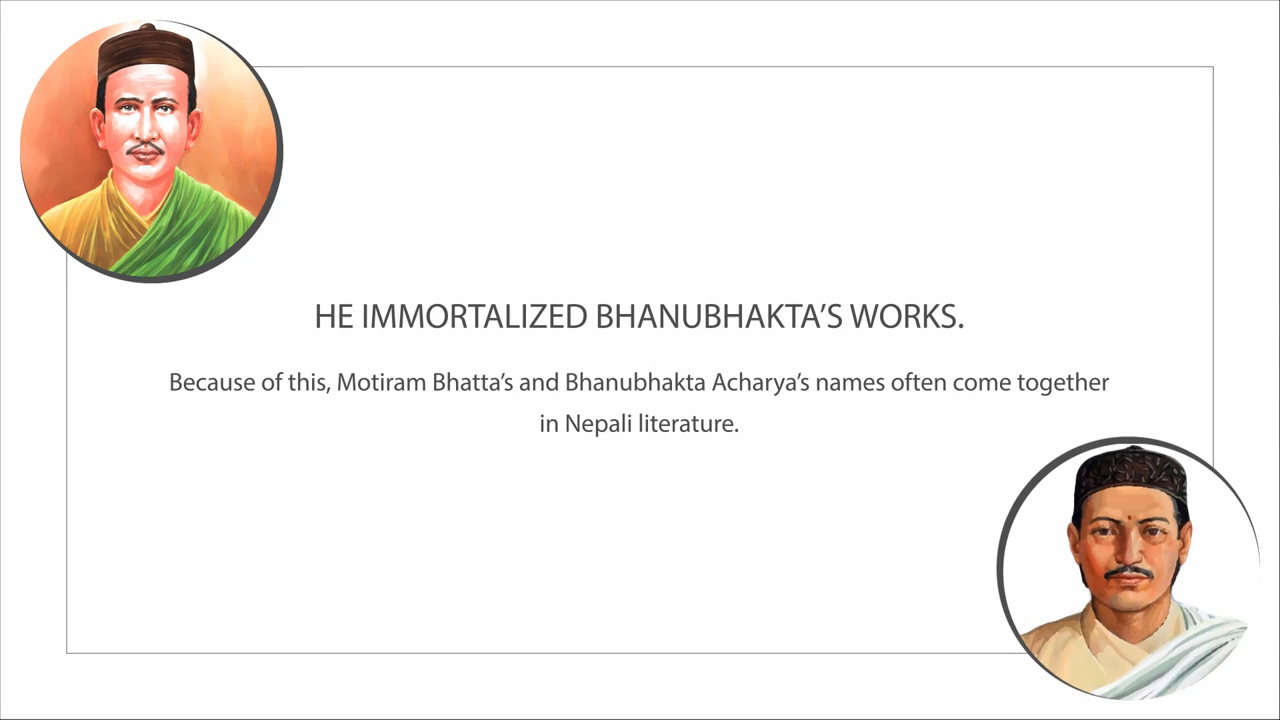 HE IMMORTALIZED BHANUBHAKTA’S WORKS.
Because of this, Motiram Bhatta’s and Bhanubhakta Acharya’s names often come together
in Nepali literature.